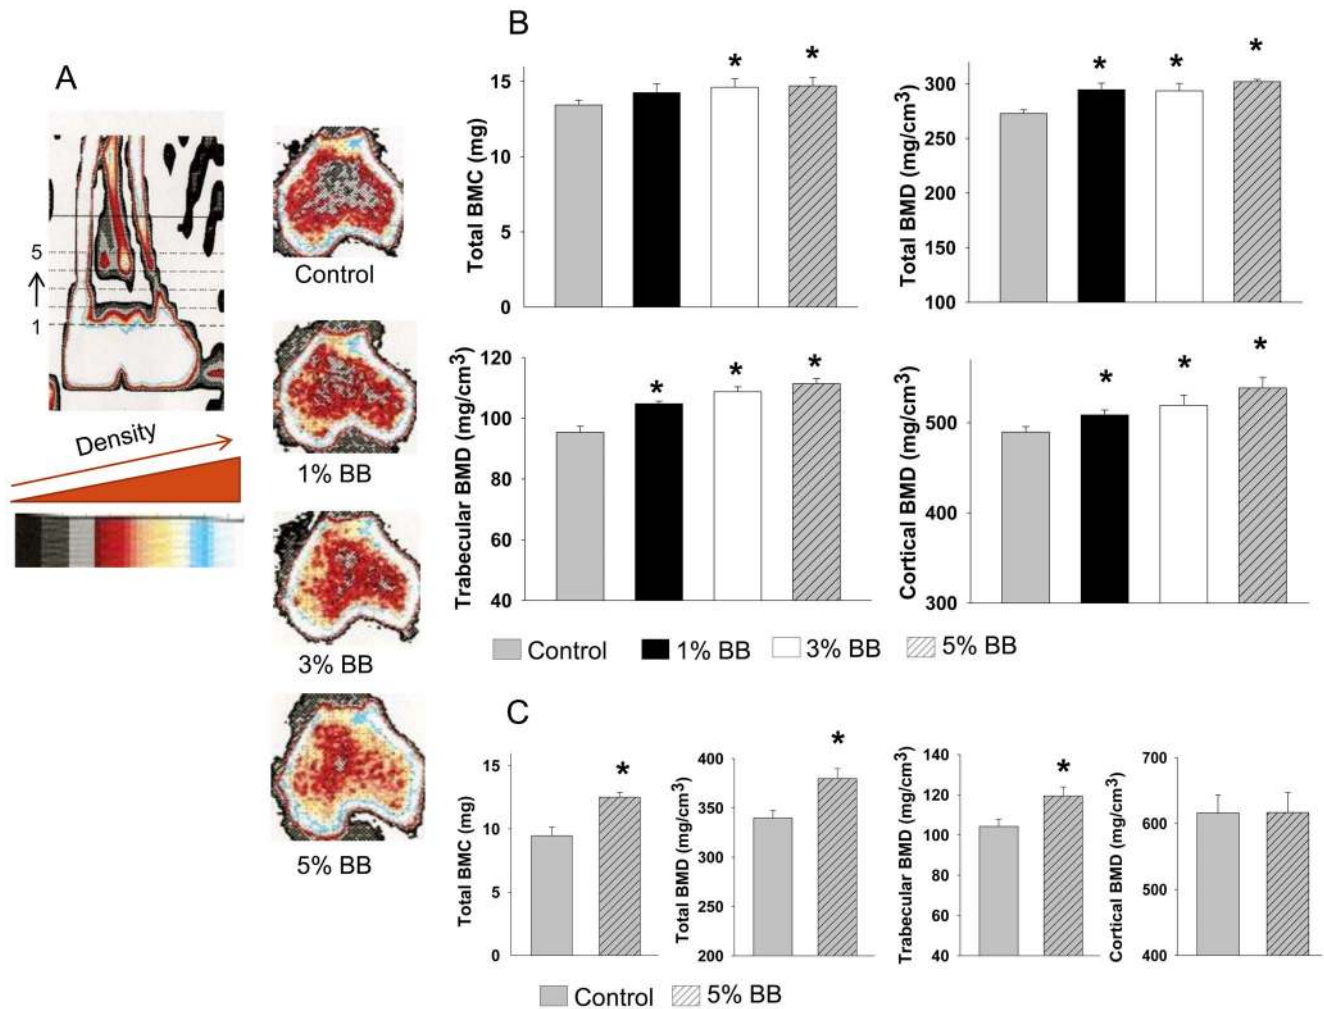 A
5
1
Density
Control
1% BB
3% BB
5% BB
B
Total BMC (mg)
15
10
5
0
* *
Total BMD (mg/cm³)
300
250
200
150
100
* * *
Trabecular BMD (mg/cm³)
120
100
80
60
40
* * *
Cortical BMD (mg/cm³)
500
400
300
* * *
Control 1% BB 3% BB 5% BB
C
Total BMC (mg)
15
10
5
0
*
Total BMD (mg/cm³)
400
350
300
250
200
*
Trabecular BMD (mg/cm³)
140
120
100
80
60
40
*
Cortical BMD (mg/cm³)
700
600
500
400
Control 5% BB